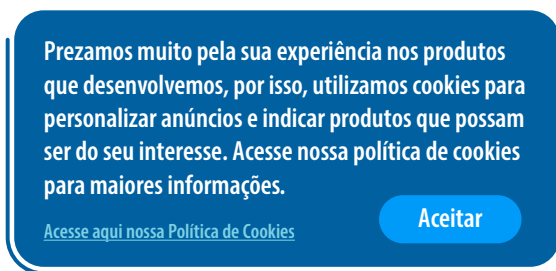 Prezamos muito pela sua experiência nos produtos
que desenvolvemos, por isso, utilizamos cookies para
personalizar anúncios e indicar produtos que possam
ser do seu interesse. Acesse nossa política de cookies
para maiores informações.
Acesse aqui nossa Política de Cookies
Aceitar